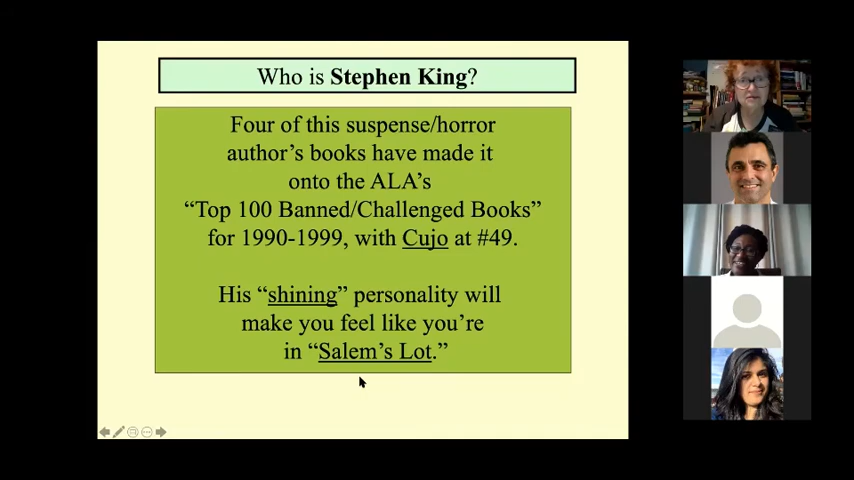 Who is Stephen King?
Four of this suspense/horror
author's books have made it
onto the ALA's
“Top 100 Banned/Challenged Books”
for 1990-1999, with Cujo at #49.
His “shining” personality will
make you feel like you're
in “Salem's Lot.”